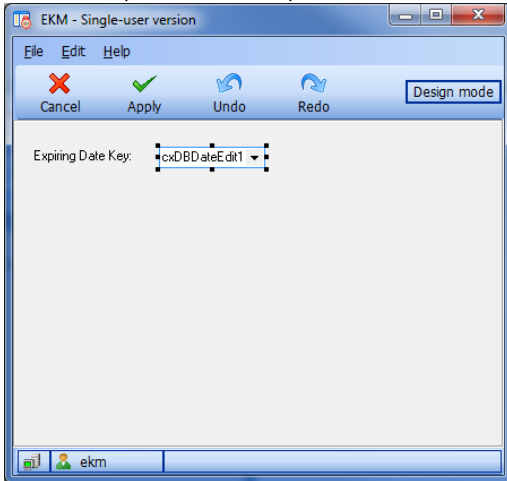 EKM - Single-user version
File Edit Help
Cancel Apply Undo Redo
Design mode
Expiring Date Key: cxDBDateEdit1
ekm